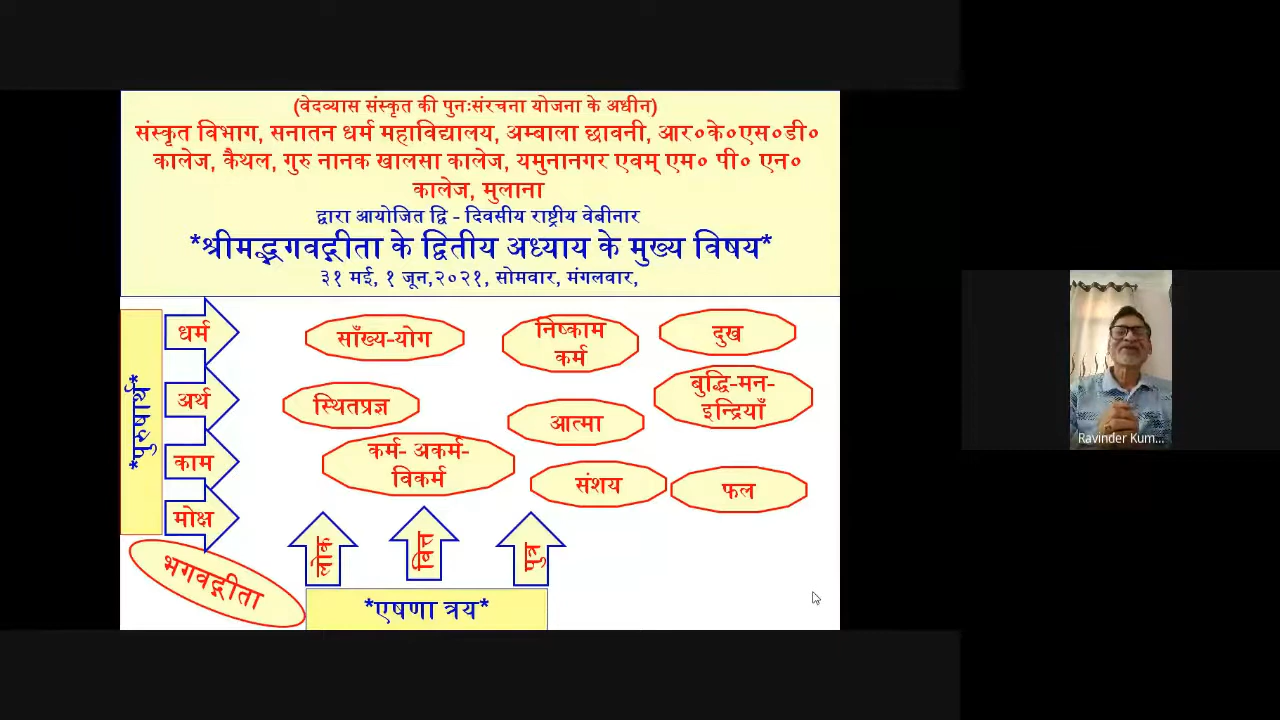 (वेदव्यास संस्कृत की पुनःसंरचना योजना के अधीन)
संस्कृत विभाग, सनातन धर्म महाविद्यालय, अम्बाला छावनी, आर०के०एस०डी०
कालेज, कैथल, गुरु नानक खालसा कालेज, यमुनानगर एवम् एम० पी० एन०
कालेज, मुलाना
द्वारा आयोजित द्वि - दिवसीय राष्ट्रीय वेबीनार
*श्रीमद्भगवद्गीता के द्वितीय अध्याय के मुख्य विषय*
३१ मई, १ जून,२०२१, सोमवार, मंगलवार,
*पुरुषार्थ*
धर्म
अर्थ
काम
मोक्ष
साँख्य-योग
निष्काम
कर्म
दुख
स्थितप्रज्ञ
आत्मा
बुद्धि-मन-
इन्द्रियाँ
कर्म- अकर्म-
विकर्म
संशय
फल
लोक
वित्त
पुत्र
भगवद्गीता
*एषणा त्रय*
Ravinder Kum...